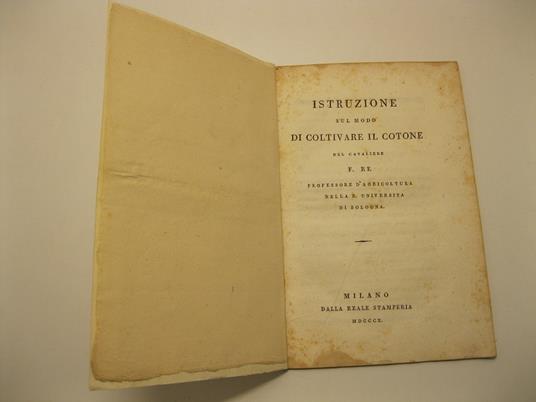 ISTRUZIONE
SUL MODO
DI COLTIVARE IL COTONE
DEL CAVALIERE
F. RE
PROFESSORE D'AGRICOLTURA
NELLA R. UNIVERSITA
DI BOLOGNA.
MILANO
DALLA REALE STAMPERIA
MDCCCX.